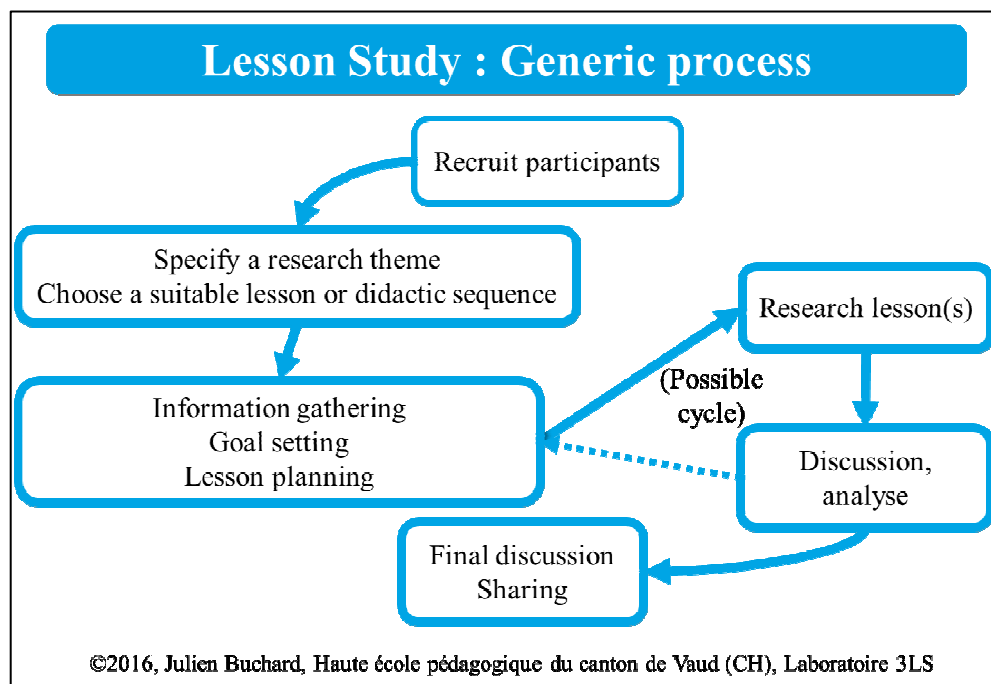 Lesson Study : Generic process
Recruit participants
Specify a research theme
Choose a suitable lesson or didactic sequence
Information gathering
Goal setting
Lesson planning
(Possible
cycle)
Research lesson(s)
Discussion,
analyse
Final discussion
Sharing
©2016, Julien Buchard, Haute école pédagogique du canton de Vaud (CH), Laboratoire 3LS